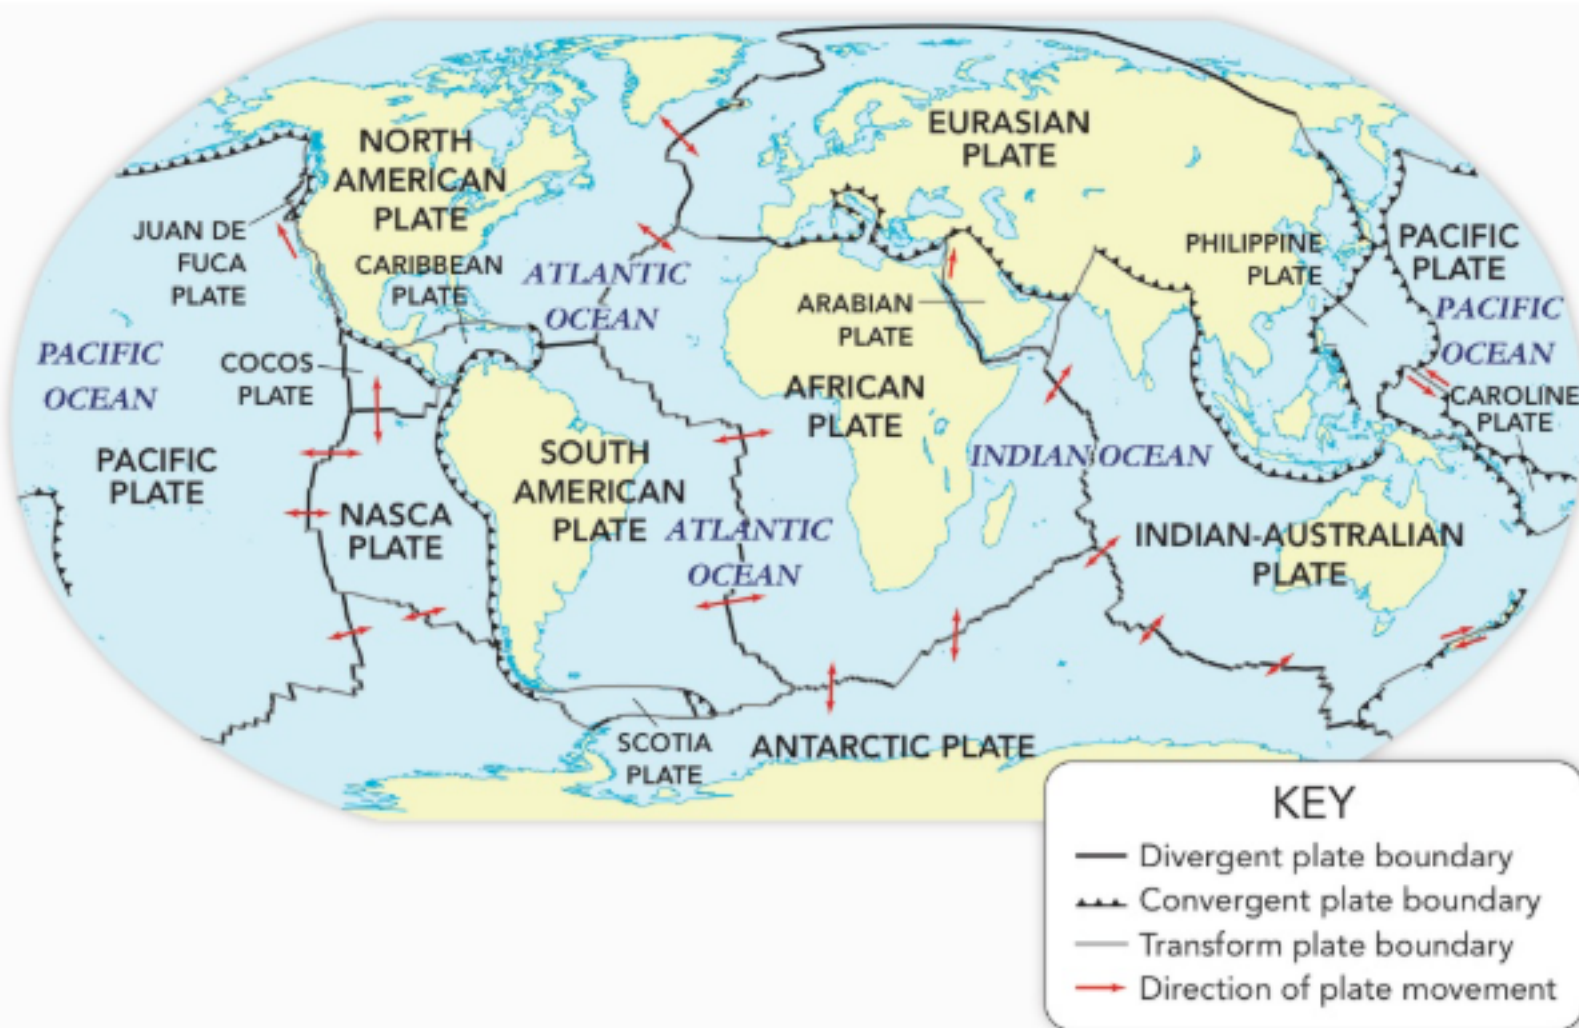 NORTH
AMERICAN
PLATE
EURASIAN
PLATE
JUAN DE
FUCA
PLATE
CARIBBEAN
PLATE
ATLANTIC
OCEAN
ARABIAN
PLATE
PHILIPPINE
PLATE
PACIFIC
PLATE
PACIFIC
OCEAN
PACIFIC
OCEAN
COCOS
PLATE
AFRICAN
PLATE
CAROLINE
PLATE
PACIFIC
PLATE
NASCA
PLATE
SOUTH
AMERICAN
PLATE
ATLANTIC
OCEAN
INDIAN OCEAN
INDIAN-AUSTRALIAN
PLATE
SCOTIA
PLATE
ANTARCTIC PLATE
KEY
Divergent plate boundary
Convergent plate boundary
Transform plate boundary
Direction of plate movement